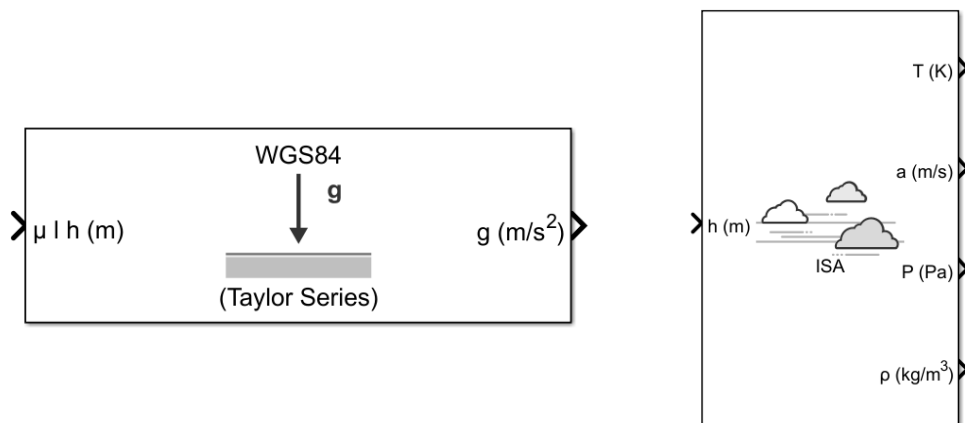 WGS84
g
μ l h (m)
g (m/s²)
(Taylor Series)
T (K)
a (m/s)
h (m)
ISA
P (Pa)
ρ (kg/m³)